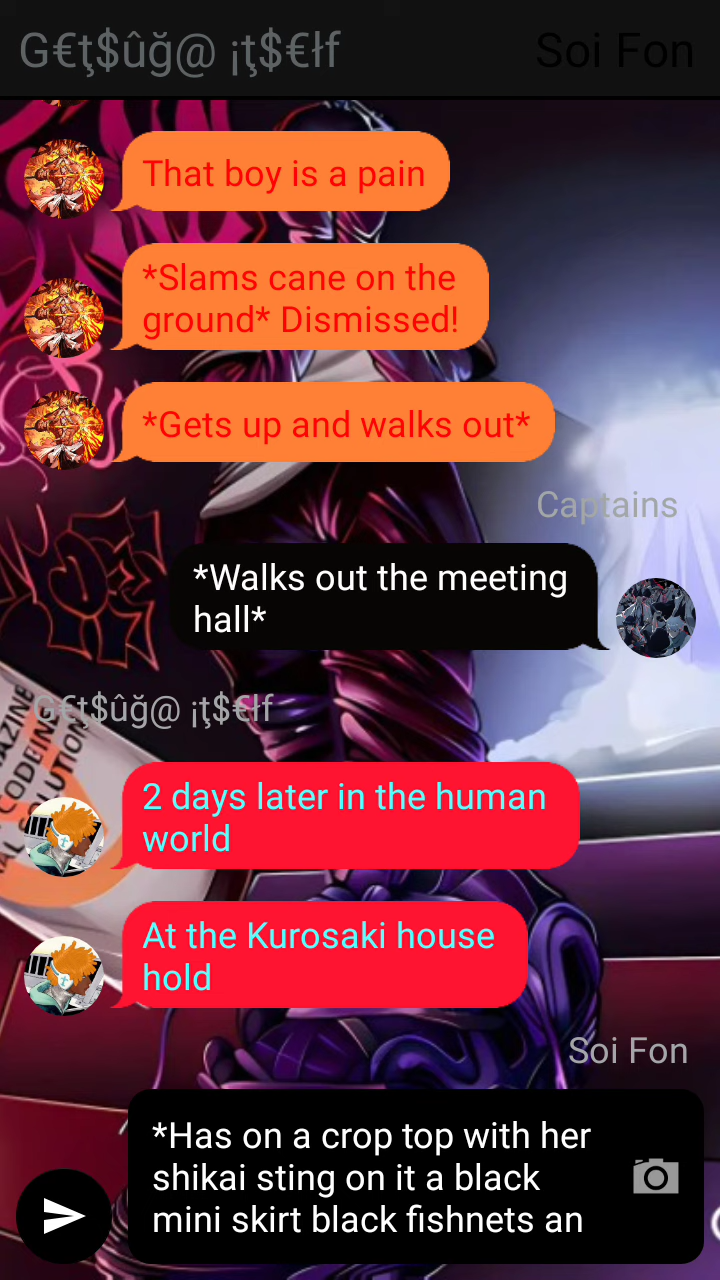 G€ţ$ûğ@ ¡ţ$€łf
Soi Fon
That boy is a pain
*Slams cane on the
ground* Dismissed!
*Gets up and walks out*
Captains
*Walks out the meeting
hall*
G€ţ$ûğ@ ¡ţ$€łf
2 days later in the human
world
At the Kurosaki house
hold
Soi Fon
*Has on a crop top with her
shikai sting on it a black
mini skirt black fishnets an